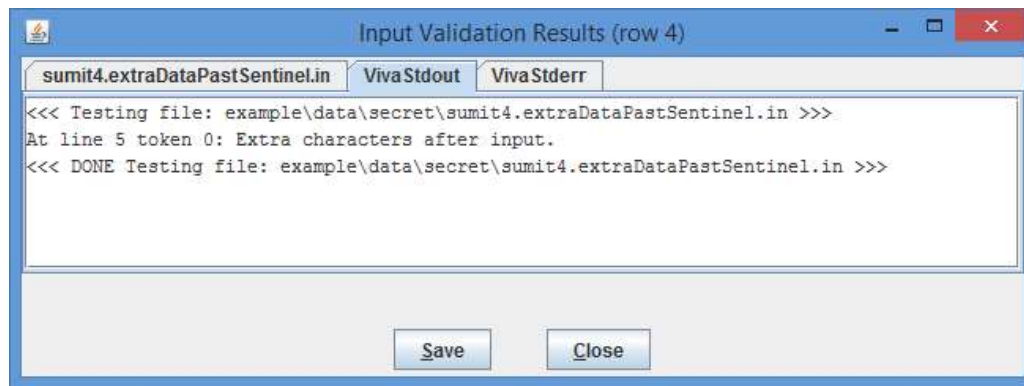 Input Validation Results (row 4)
sumit4.extraDataPastSentinel.in VivaStdout VivaStderr
<<< Testing file: example\data\secret\sumit4.extraDataPastSentinel.in >>>
At line 5 token 0: Extra characters after input.
<<< DONE Testing file: example\data\secret\sumit4.extraDataPastSentinel.in >>>
Save Close